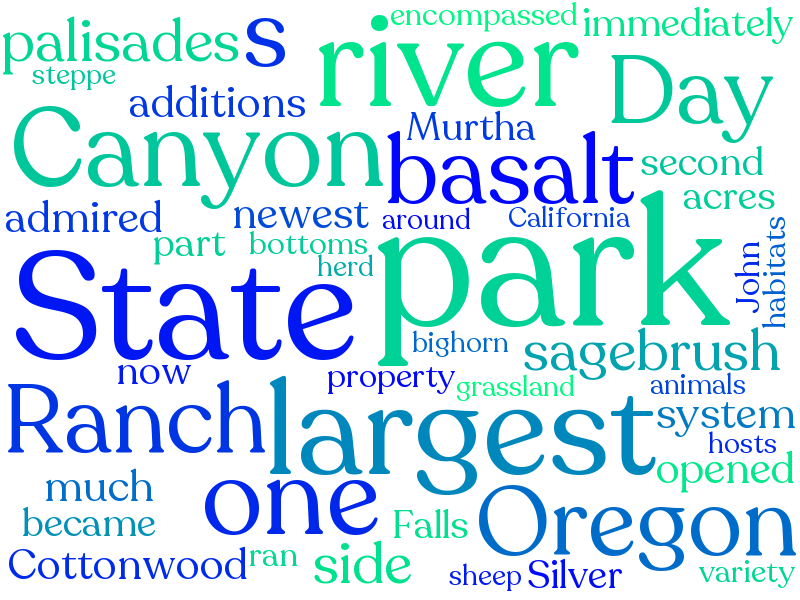 encompassed
immediately
palisades
s
river
steppe
Day
additions
Canyon
Murtha
basalt
second
acres
admired
newest
around
California
part
bottoms
herd
park
John
habitats
State
bighorn
sagebrush
now
property
grassland
animals
Ranch
largest
system
hosts
much
one
opened
became
Falls
Oregon
Cottonwood
ran
side
sheep
Silver
variety